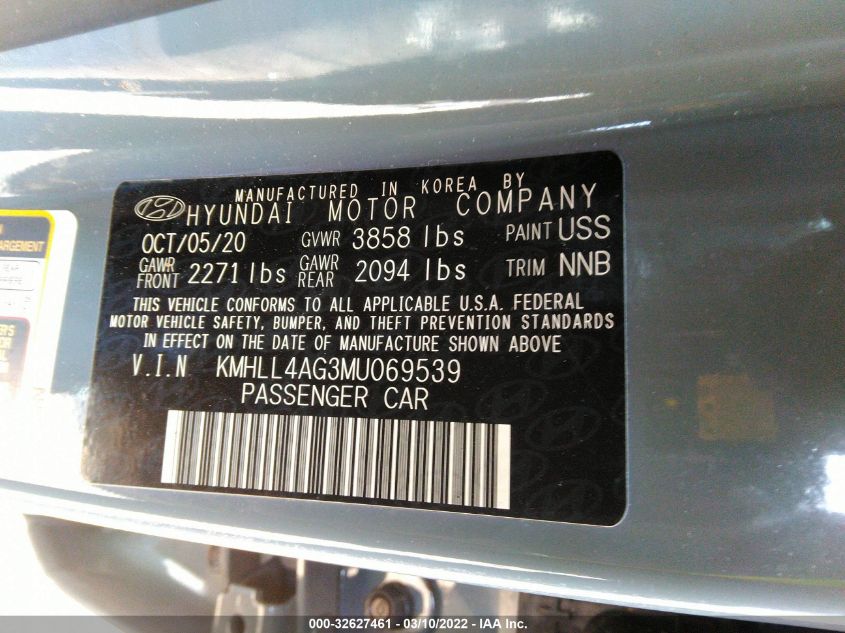 MANUFACTURED IN KOREA BY
HYUNDAI MOTOR COMPANY
OCT/05/20 GVWR 3858 lbs PAINT USS
GAWR FRONT 2271 lbs GAWR REAR 2094 lbs TRIM NNB
THIS VEHICLE CONFORMS TO ALL APPLICABLE U.S.A. FEDERAL
MOTOR VEHICLE SAFETY, BUMPER, AND THEFT PREVENTION STANDARDS
IN EFFECT ON THE DATE OF MANUFACTURE SHOWN ABOVE
V.I.N KMHLL4AG3MU069539
PASSENGER CAR
000-32627461 - 03/10/2022 - IAA Inc.